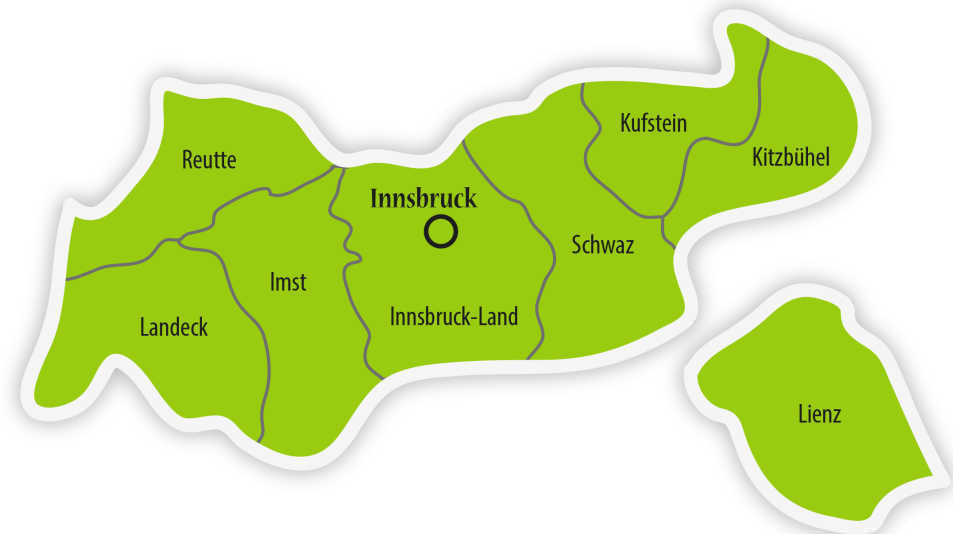 Kufstein
Kitzbühel
Reutte
Innsbruck
Schwaz
Imst
Innsbruck-Land
Landeck
Lienz